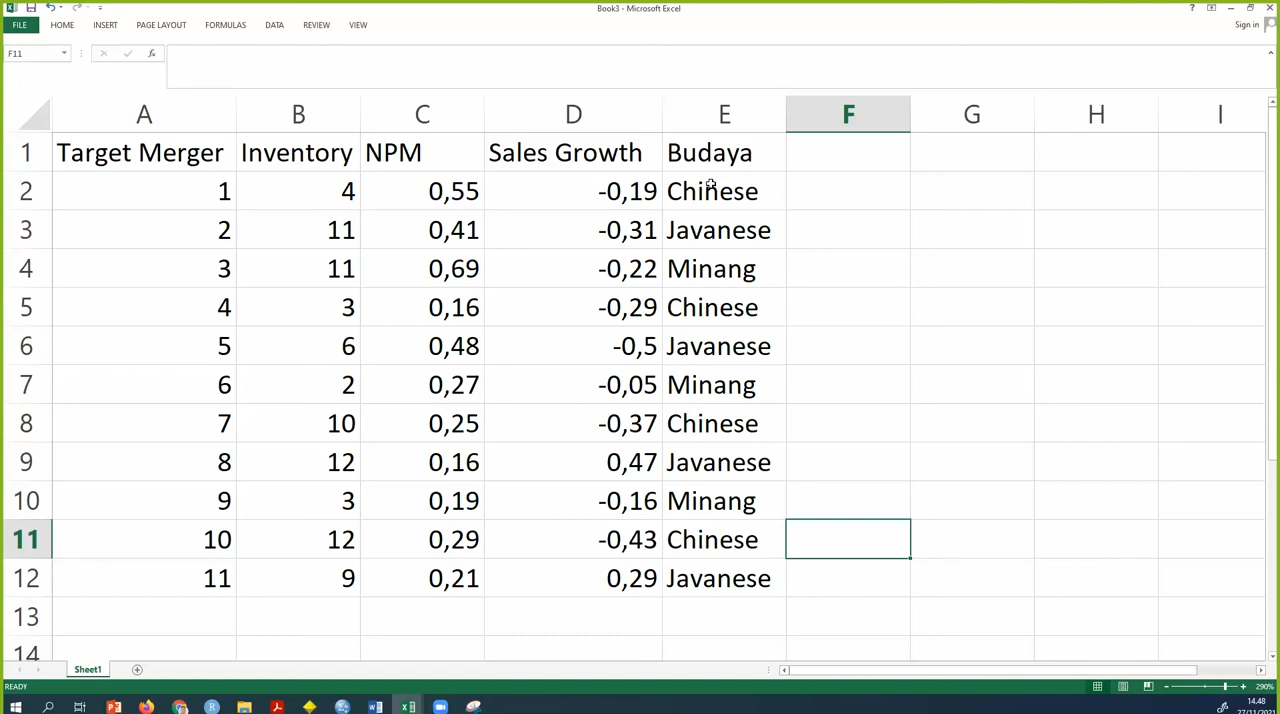 Book3 - Microsoft Excel
FILE HOME INSERT PAGE LAYOUT FORMULAS DATA REVIEW VIEW
Sign in
F11
A B C D E F G H I
1 Target Merger Inventory NPM Sales Growth Budaya
2 1 4 0,55 -0,19 Chinese
3 2 11 0,41 -0,31 Javanese
4 3 11 0,69 -0,22 Minang
5 4 3 0,16 -0,29 Chinese
6 5 6 0,48 -0,5 Javanese
7 6 2 0,27 -0,05 Minang
8 7 10 0,25 -0,37 Chinese
9 8 12 0,16 0,47 Javanese
10 9 3 0,19 -0,16 Minang
11 10 12 0,29 -0,43 Chinese
12 11 9 0,21 0,29 Javanese
13
14
Sheet1
READY 290%
14.48
27/11/2021